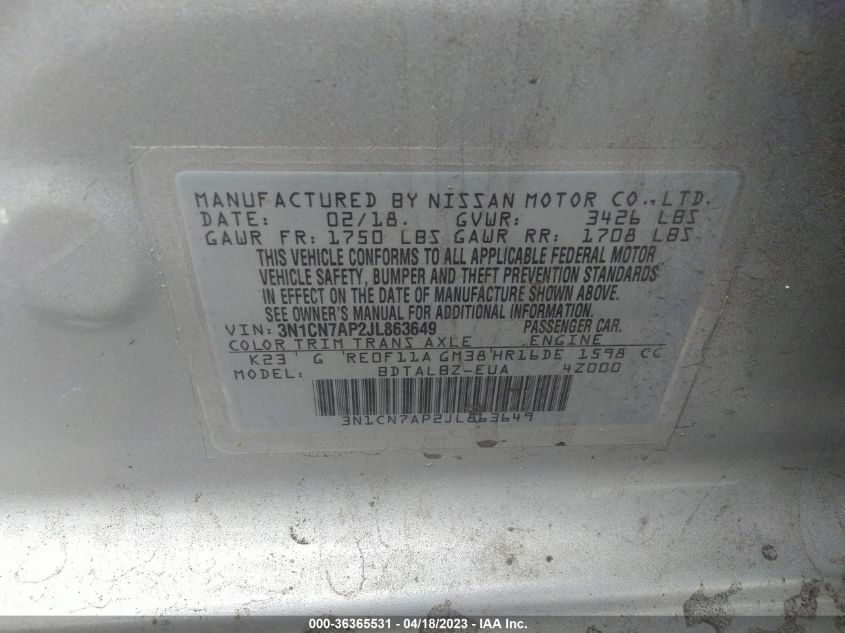 MANUFACTURED BY NISSAN MOTOR CO., LTD.
DATE: 02/18. GVWR: 3426 LBS
GAWR FR: 1750 LBS GAWR RR: 1708 LBS
THIS VEHICLE CONFORMS TO ALL APPLICABLE FEDERAL MOTOR
VEHICLE SAFETY, BUMPER AND THEFT PREVENTION STANDARDS
IN EFFECT ON THE DATE OF MANUFACTURE SHOWN ABOVE.
SEE OWNER'S MANUAL FOR ADDITIONAL INFORMATION.
VIN: 3N1CN7AP2JL863649 PASSENGER CAR.
COLOR TRIM TRANS AXLE ENGINE
K23 G RE0F11A GM38 HR16DE 1598 CC
MODEL: BDTALBZ-EUA 4Z000
3N1CN7AP2JL863649
000-36365531 - 04/18/2023 - IAA Inc.